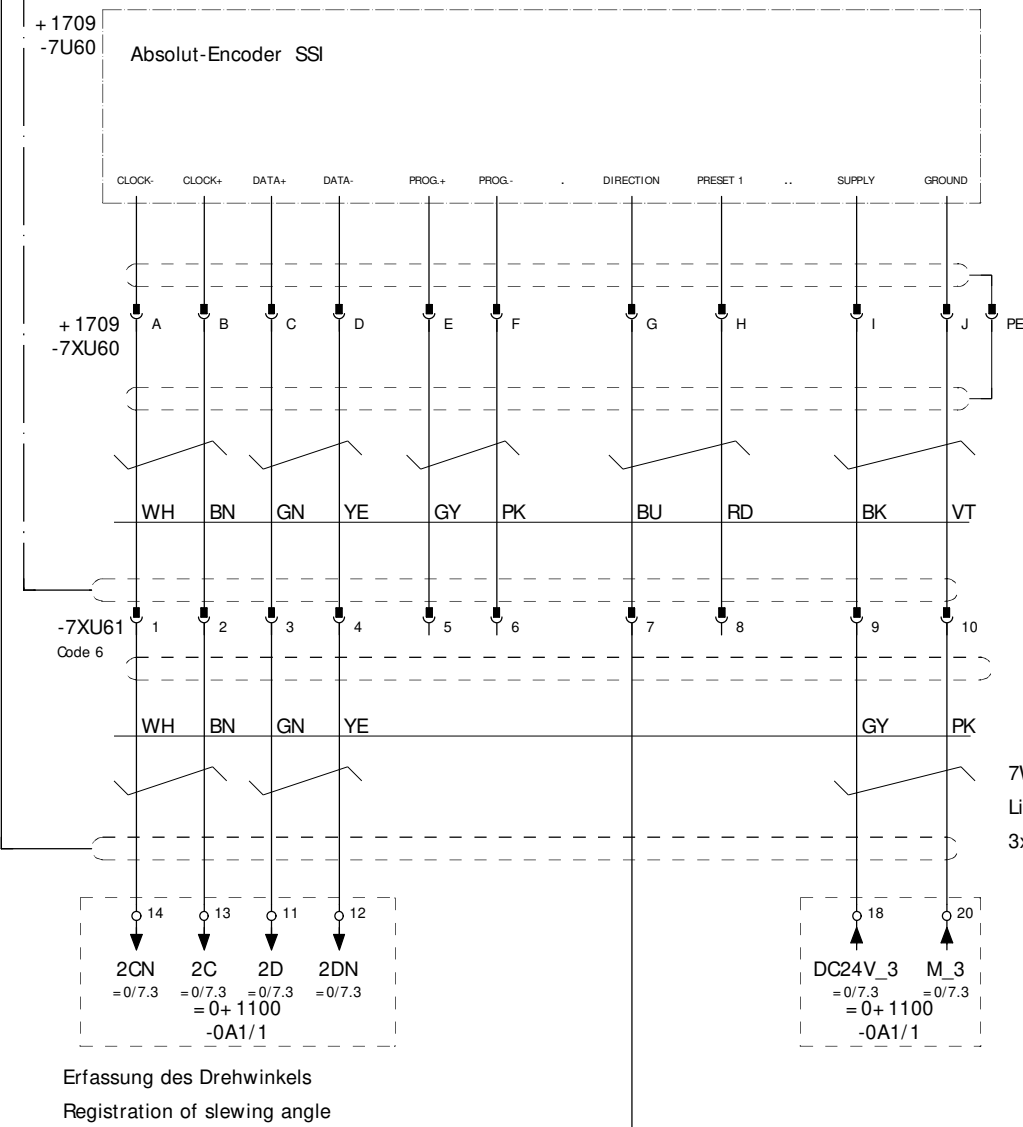 +1709
-7U60
Absolut-Encoder SSI
CLOCK- CLOCK+ DATA+ DATA- PROG.+ PROG.- . DIRECTION PRESET 1 .. SUPPLY GROUND
+1709
-7XU60
A B C D E F G H I J PE
WH BN GN YE GY PK BU RD BK VT
-7XU61
Code 6
1 2 3 4 5 6 7 8 9 10
WH BN GN YE GY PK
7
Li
3x
14 13 11 12 18 20
2CN 2C 2D 2DN DC24V_3 M_3
=0/7.3 =0/7.3 =0/7.3 =0/7.3 =0/7.3 =0/7.3
=0+1100 =0+1100
-0A1/1 -0A1/1
Erfassung des Drehwinkels
Registration of slewing angle